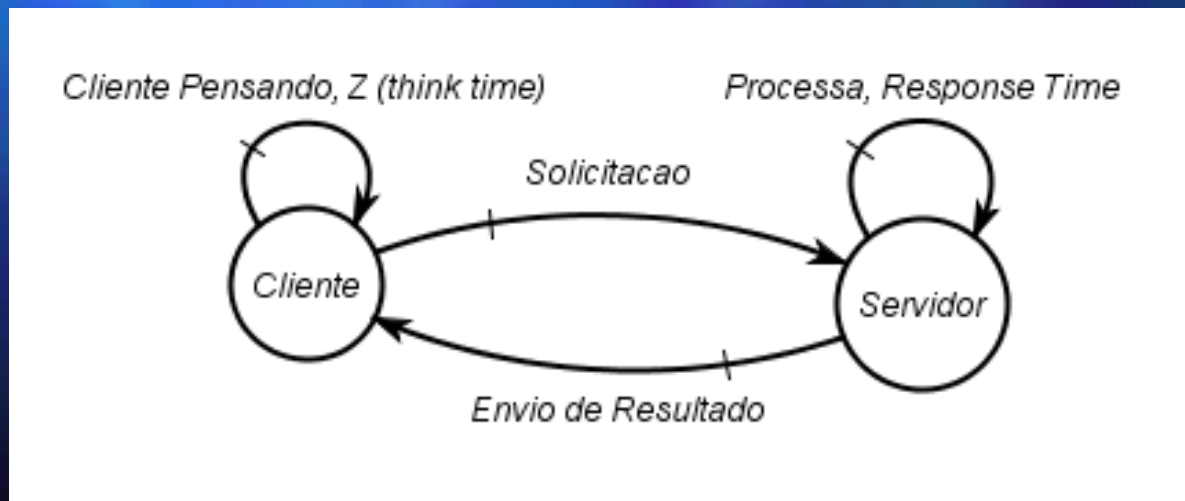 Cliente Pensando, Z (think time)
Processa, Response Time
Solicitacao
Cliente
Servidor
Envio de Resultado